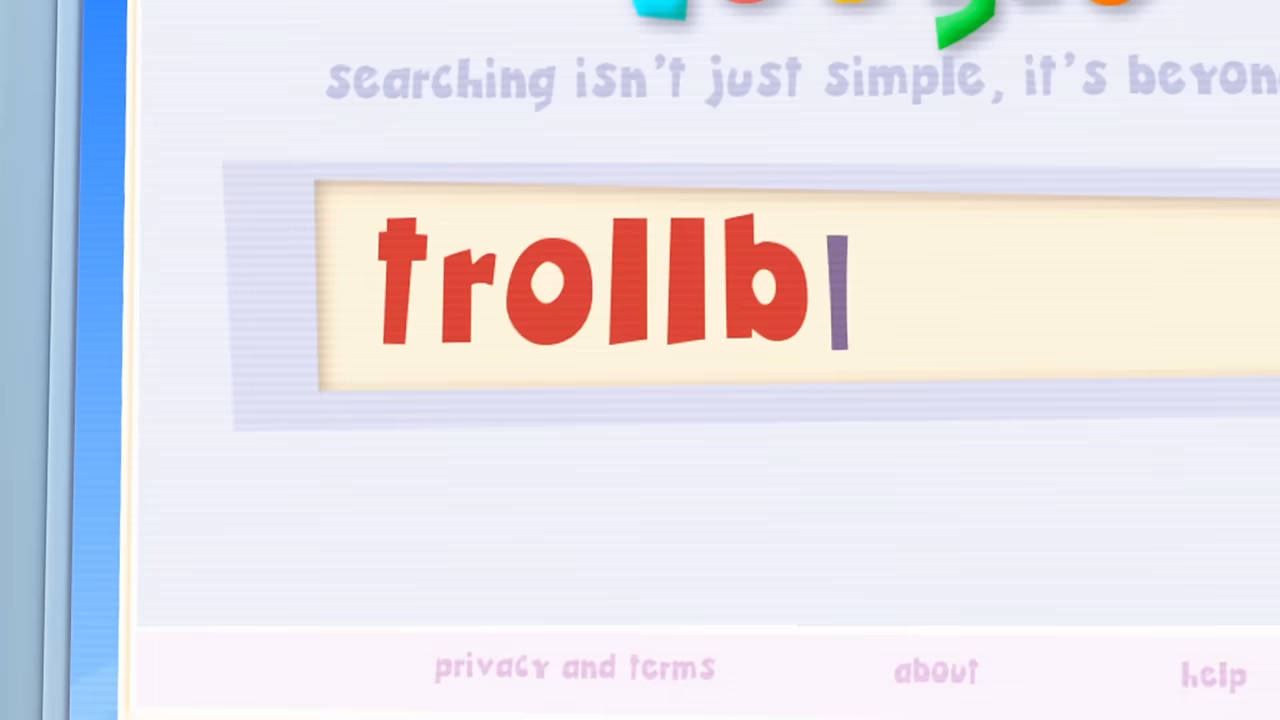 searching isn't just simple, it's beyon
trollb
privacy and terms about help